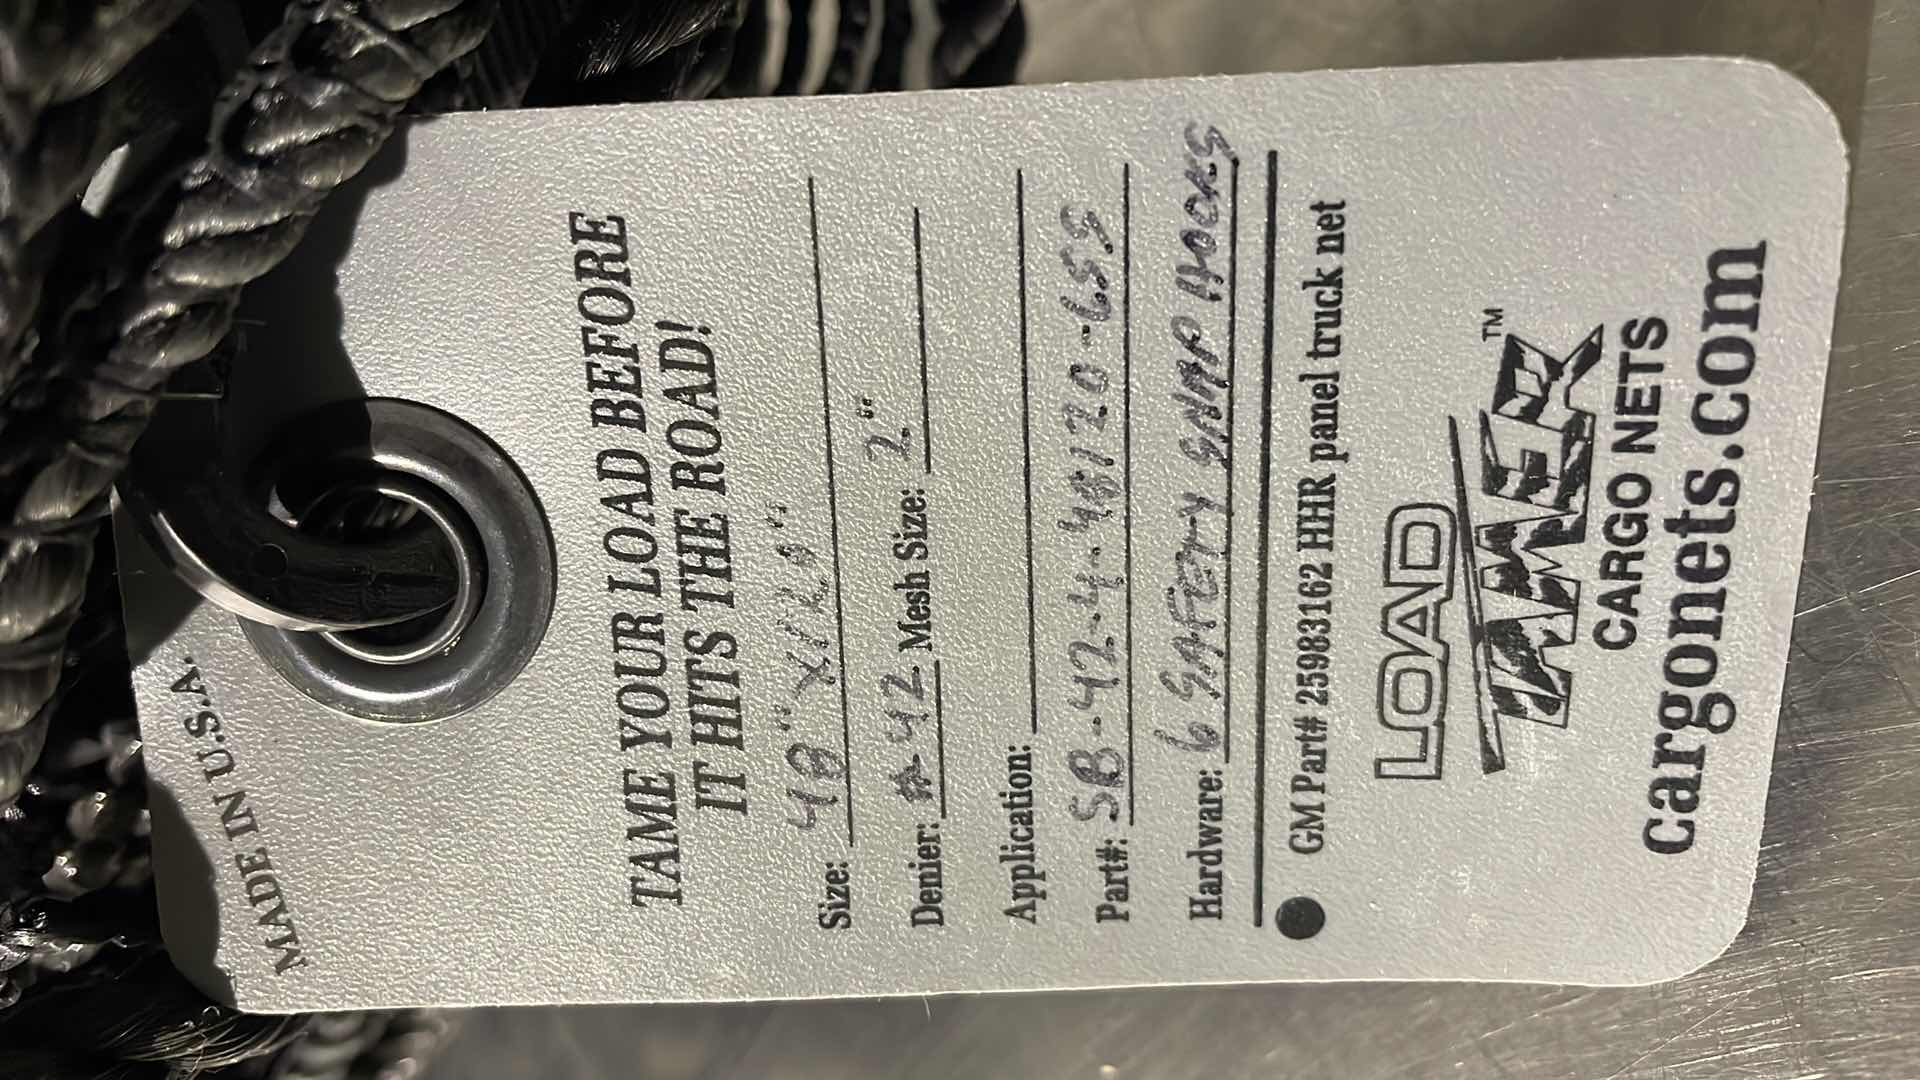 MADE IN U.S.A.
TAME YOUR LOAD BEFORE
IT HITS THE ROAD!
Size: 48" X120"
Denier: #42 Mesh Size: 2"
Application:
Part#: SB-42-4-48120-6SS
Hardware: 6 SAFETY SNAP HOOKS
● GM Part# 25983162 HHR panel truck net
LOAD
TAMER™
CARGO NETS
Cargonets.com